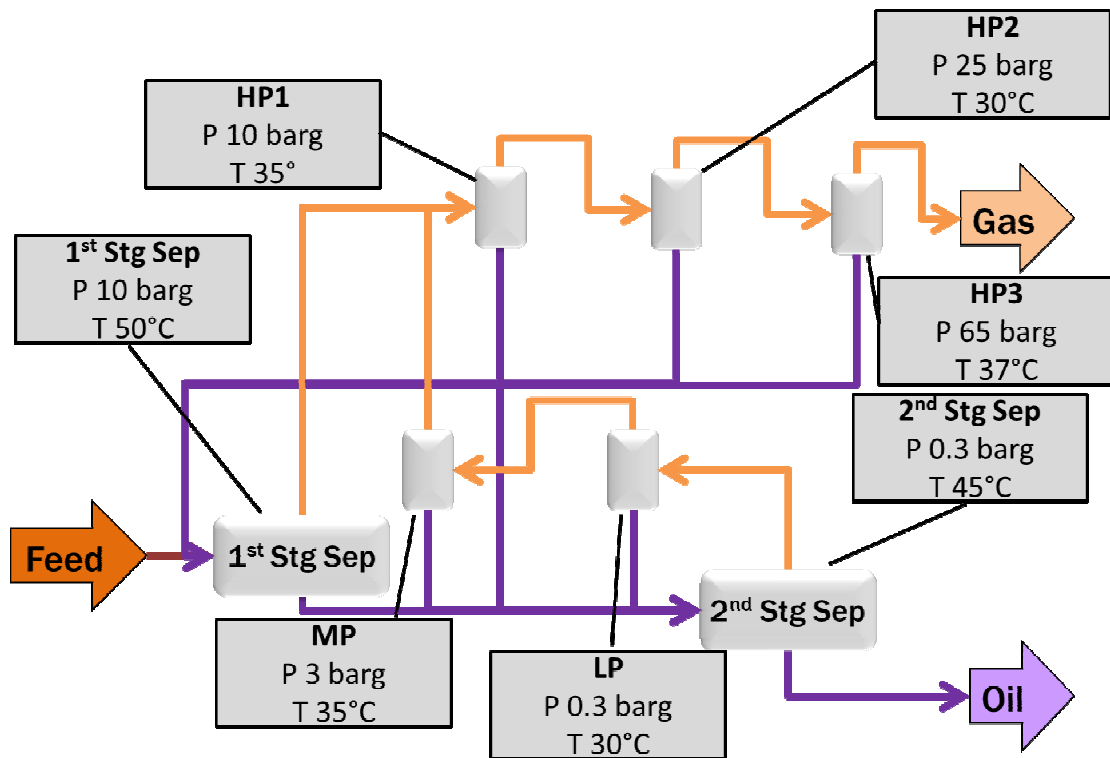 HP2
P 25 barg
T 30°C
HP1
P 10 barg
T 35°
Gas
1st Stg Sep
P 10 barg
T 50°C
HP3
P 65 barg
T 37°C
2nd Stg Sep
P 0.3 barg
T 45°C
Feed
1st Stg Sep
2nd Stg Sep
MP
P 3 barg
T 35°C
LP
P 0.3 barg
T 30°C
Oil